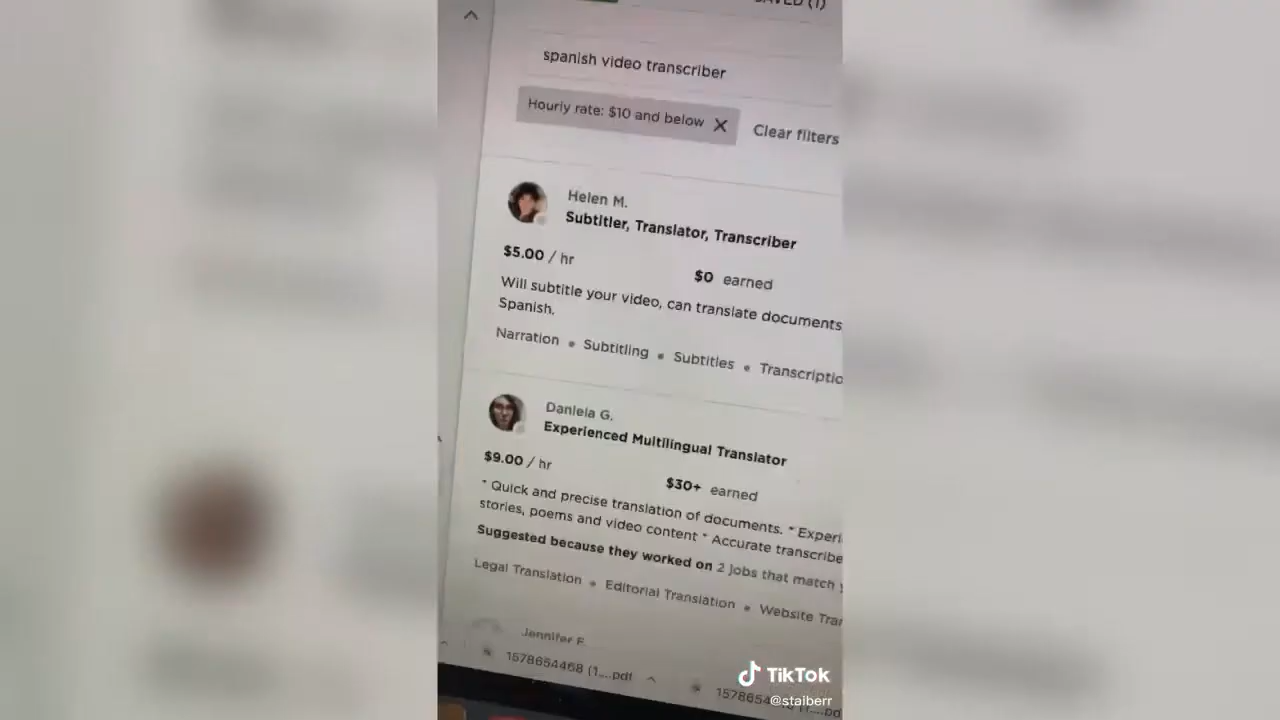 SAVED (1)
spanish video transcriber
Hourly rate: $10 and below X Clear filters
Helen M.
Subtitler, Translator, Transcriber
$5.00 / hr $0 earned
Will subtitle your video, can translate documents
Spanish.
Narration • Subtitling • Subtitles • Transcriptio
Daniela G.
Experienced Multilingual Translator
$9.00 / hr $30+ earned
* Quick and precise translation of documents. * Experi
stories, poems and video content * Accurate transcribe
Suggested because they worked on 2 jobs that match
Legal Translation • Editorial Translation • Website Tra
Jennifer F.
1578654468 (1....pdf
TikTok
@staiberr